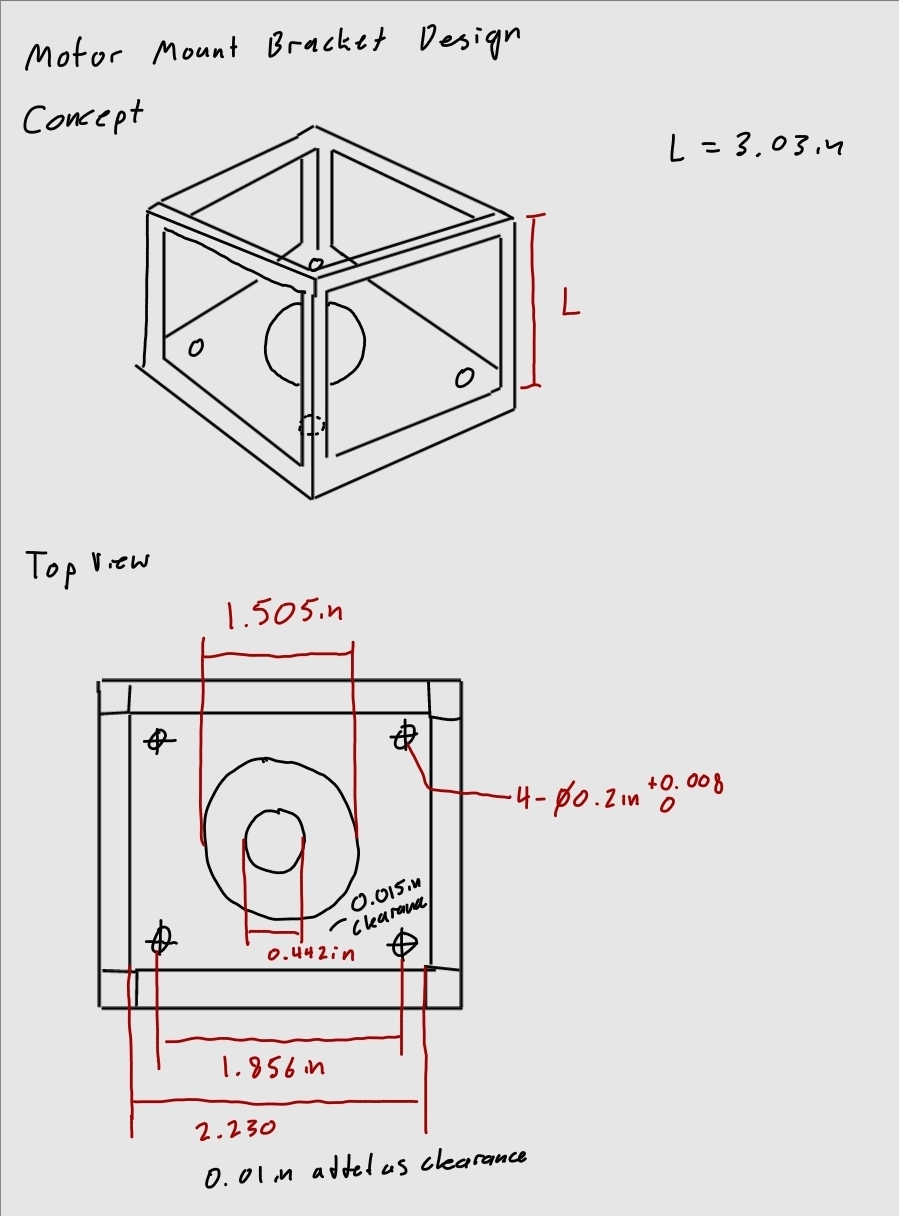 Motor Mount Bracket Design
Concept
L = 3.03in
L
Top View
1.505in
4-Ø0.2in +0.008
0
0.015in
clearance
0.442in
1.856in
2.230
0.01in added as clearance